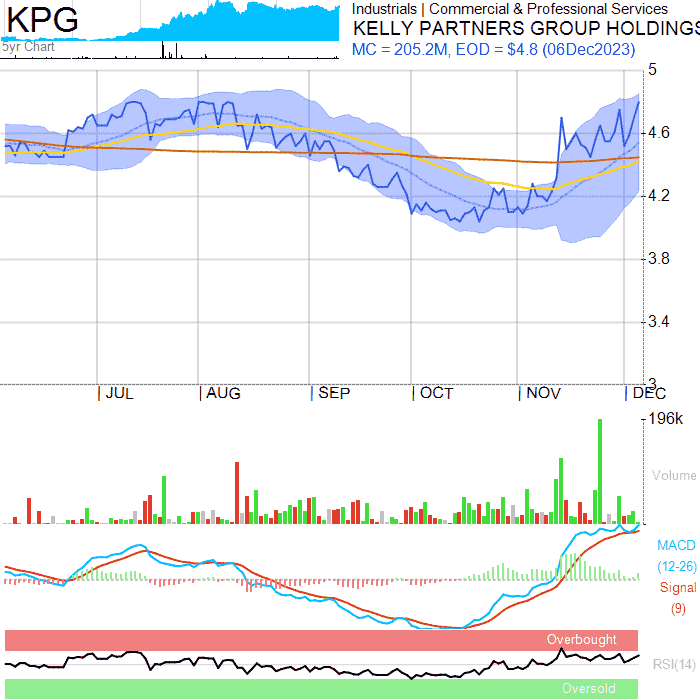 KPG
5yr Chart
Industrials | Commercial & Professional Services
KELLY PARTNERS GROUP HOLDINGS
MC = 205.2M, EOD = $4.8 (06Dec2023)
5
4.6
4.2
3.8
3.4
3
JUL
AUG
SEP
OCT
NOV
DEC
196k
Volume
MACD
(12-26)
Signal
(9)
Overbought
RSI(14)
Oversold